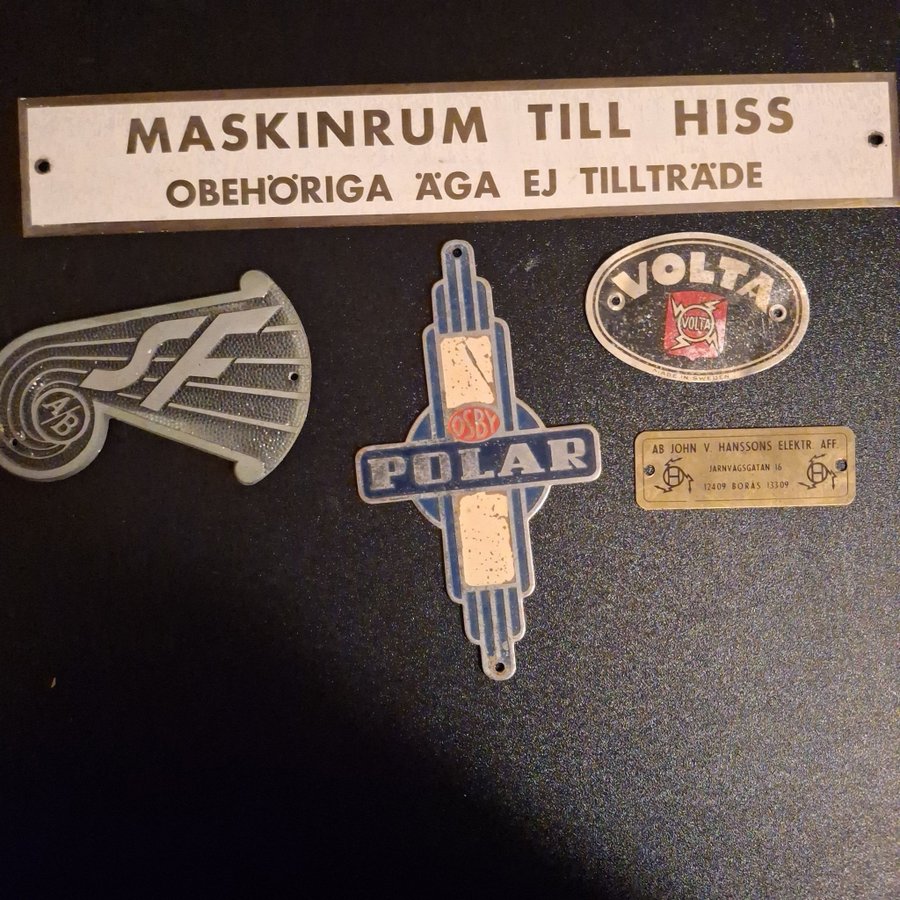 MASKINRUM TILL HISS
OBEHÖRIGA ÄGA EJ TILLTRÄDE
SF
A/B
OSBY
POLAR
VOLTA
VOLTA
MADE IN SWEDEN
AB JOHN V. HANSSONS ELEKTR. AFF.
JÄRNVÄGSGATAN 16
12409 BORÅS 13309
H
H